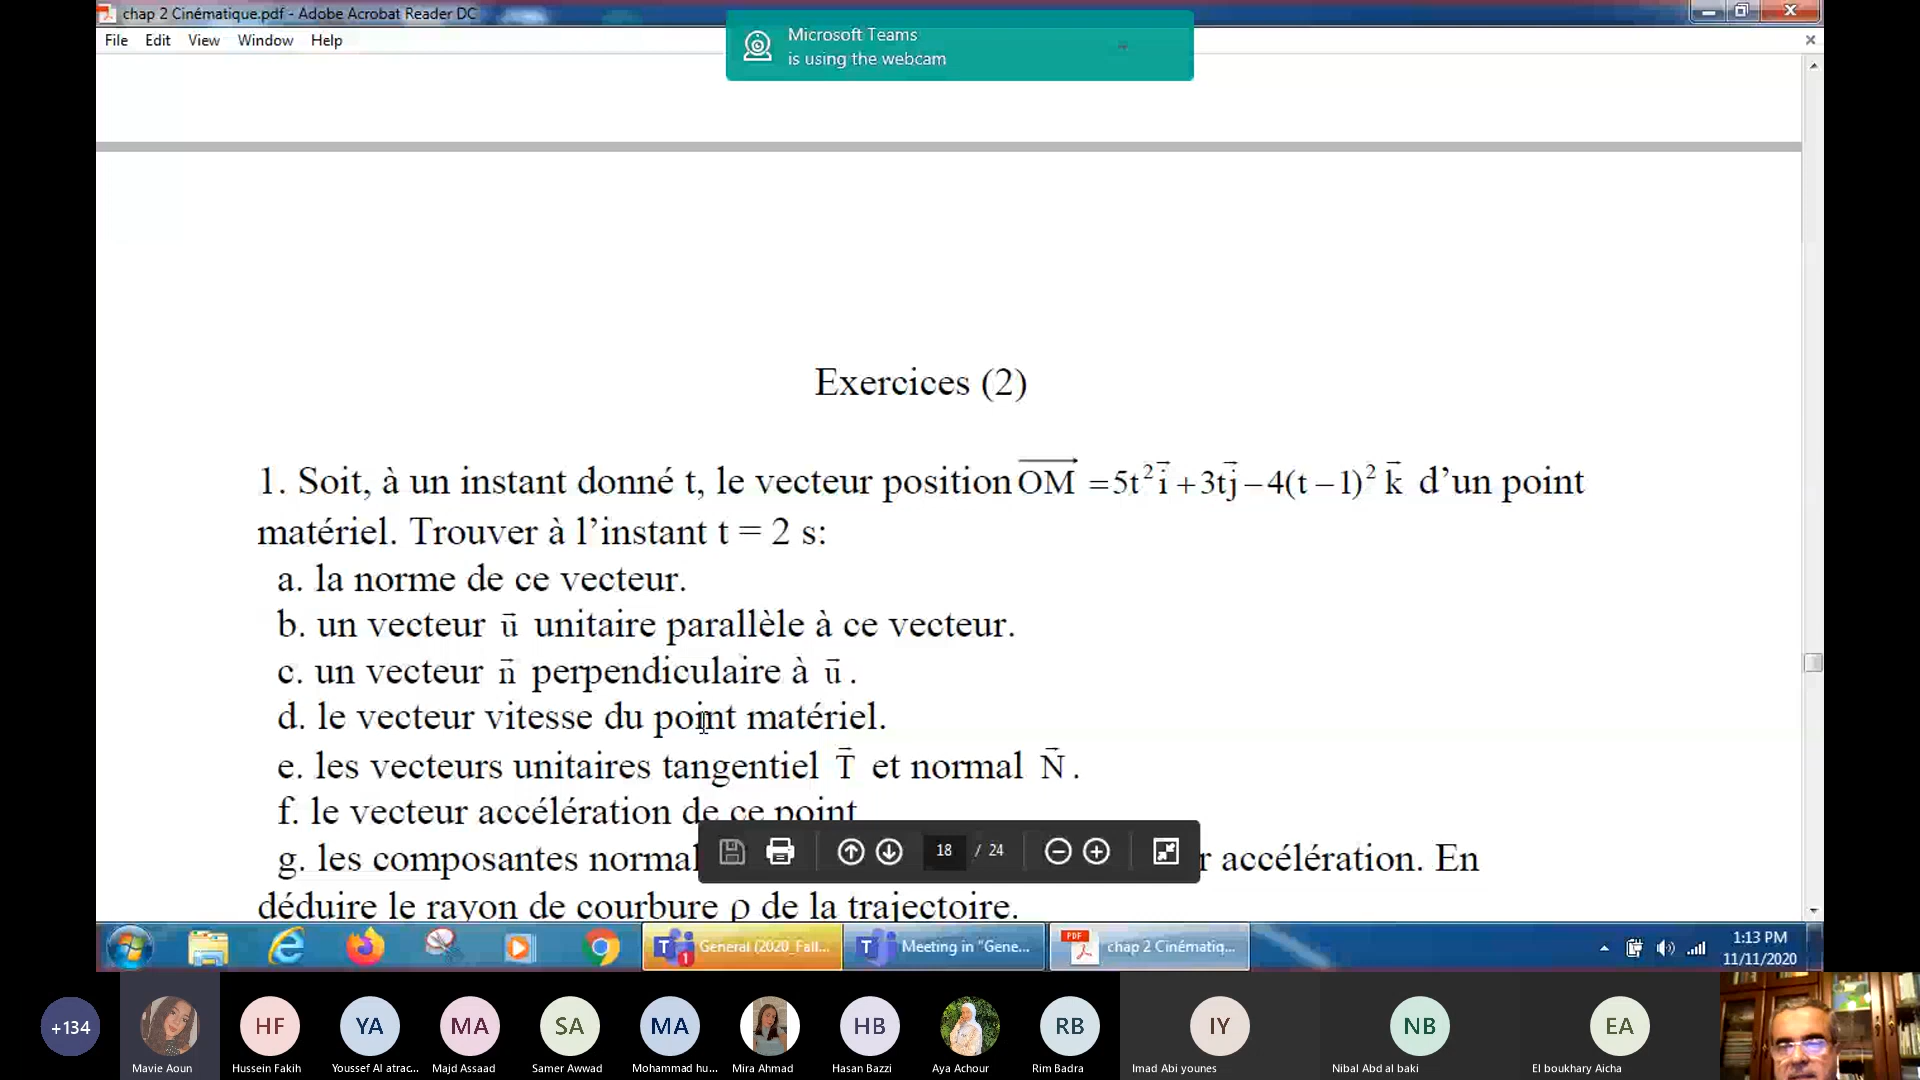 chap 2 Cinématique.pdf - Adobe Acrobat Reader DC
File Edit View Window Help
Microsoft Teams
is using the webcam
Exercices (2)
1. Soit, à un instant donné t, le vecteur position OM⃗ = 5t² i⃗ + 3t j⃗ − 4(t − 1)² k⃗ d’un point
matériel. Trouver à l’instant t = 2 s:
a. la norme de ce vecteur.
b. un vecteur u⃗ unitaire parallèle à ce vecteur.
c. un vecteur n⃗ perpendiculaire à u⃗ .
d. le vecteur vitesse du point matériel.
e. les vecteurs unitaires tangentiel T⃗ et normal N⃗ .
f. le vecteur accélération de ce point
g. les composantes normal r accélération. En
18 / 24
déduire le rayon de courbure ρ de la trajectoire.
General (2020_Fall... Meeting in "Gene... chap 2 Cinématiq...
1
PDF
1:13 PM
11/11/2020
+134 HF YA MA SA MA HB RB IY NB EA
Mavie Aoun Hussein Fakih Youssef Al atrac... Majd Assaad Samer Awwad Mohammad hu... Mira Ahmad Hasan Bazzi Aya Achour Rim Badra Imad Abi younes Nibal Abd al baki El boukhary Aicha